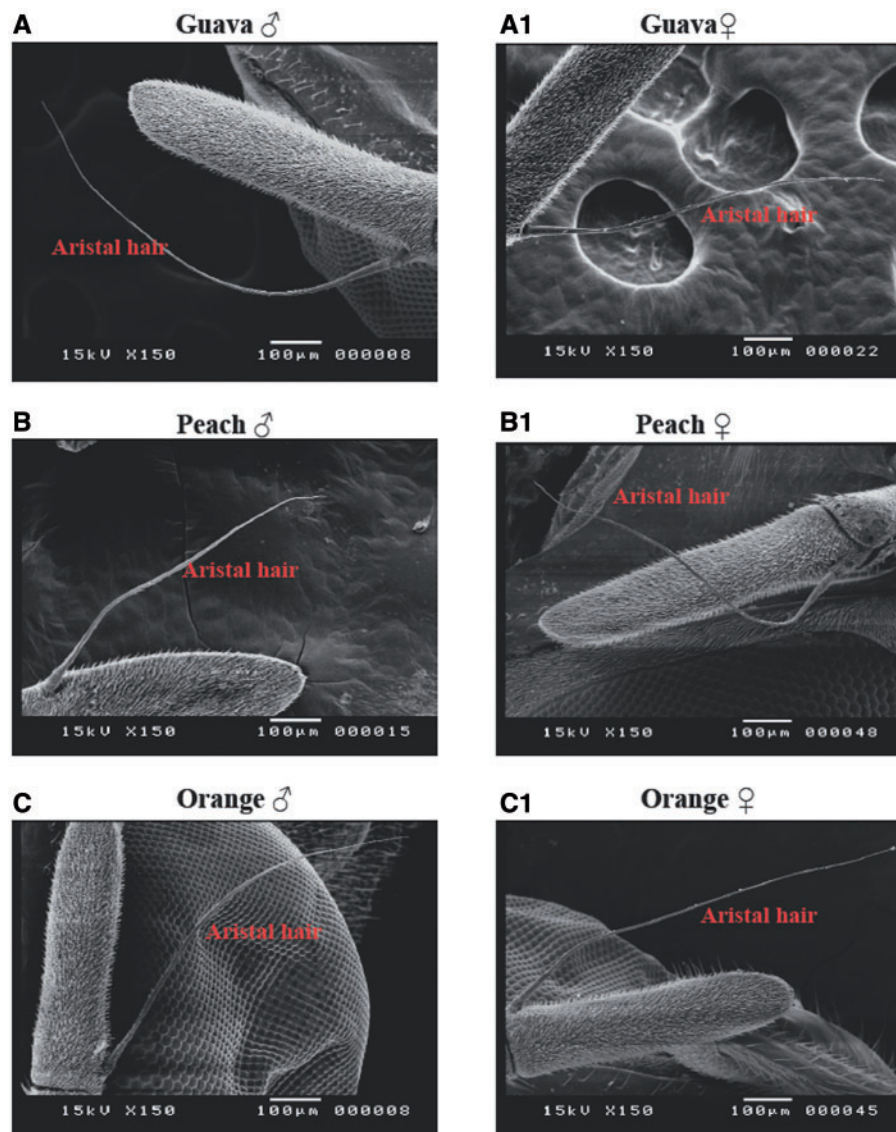 A Guava ♂
Aristal hair
15kV X150 100µm 000008
A1 Guava♀
Aristal hair
15kV X150 100µm 000022
B Peach ♂
Aristal hair
15kV X150 100µm 000015
B1 Peach ♀
Aristal hair
15kV X150 100µm 000048
C Orange ♂
Aristal hair
15kV X150 100µm 000008
C1 Orange ♀
Aristal hair
15kV X150 100µm 000045